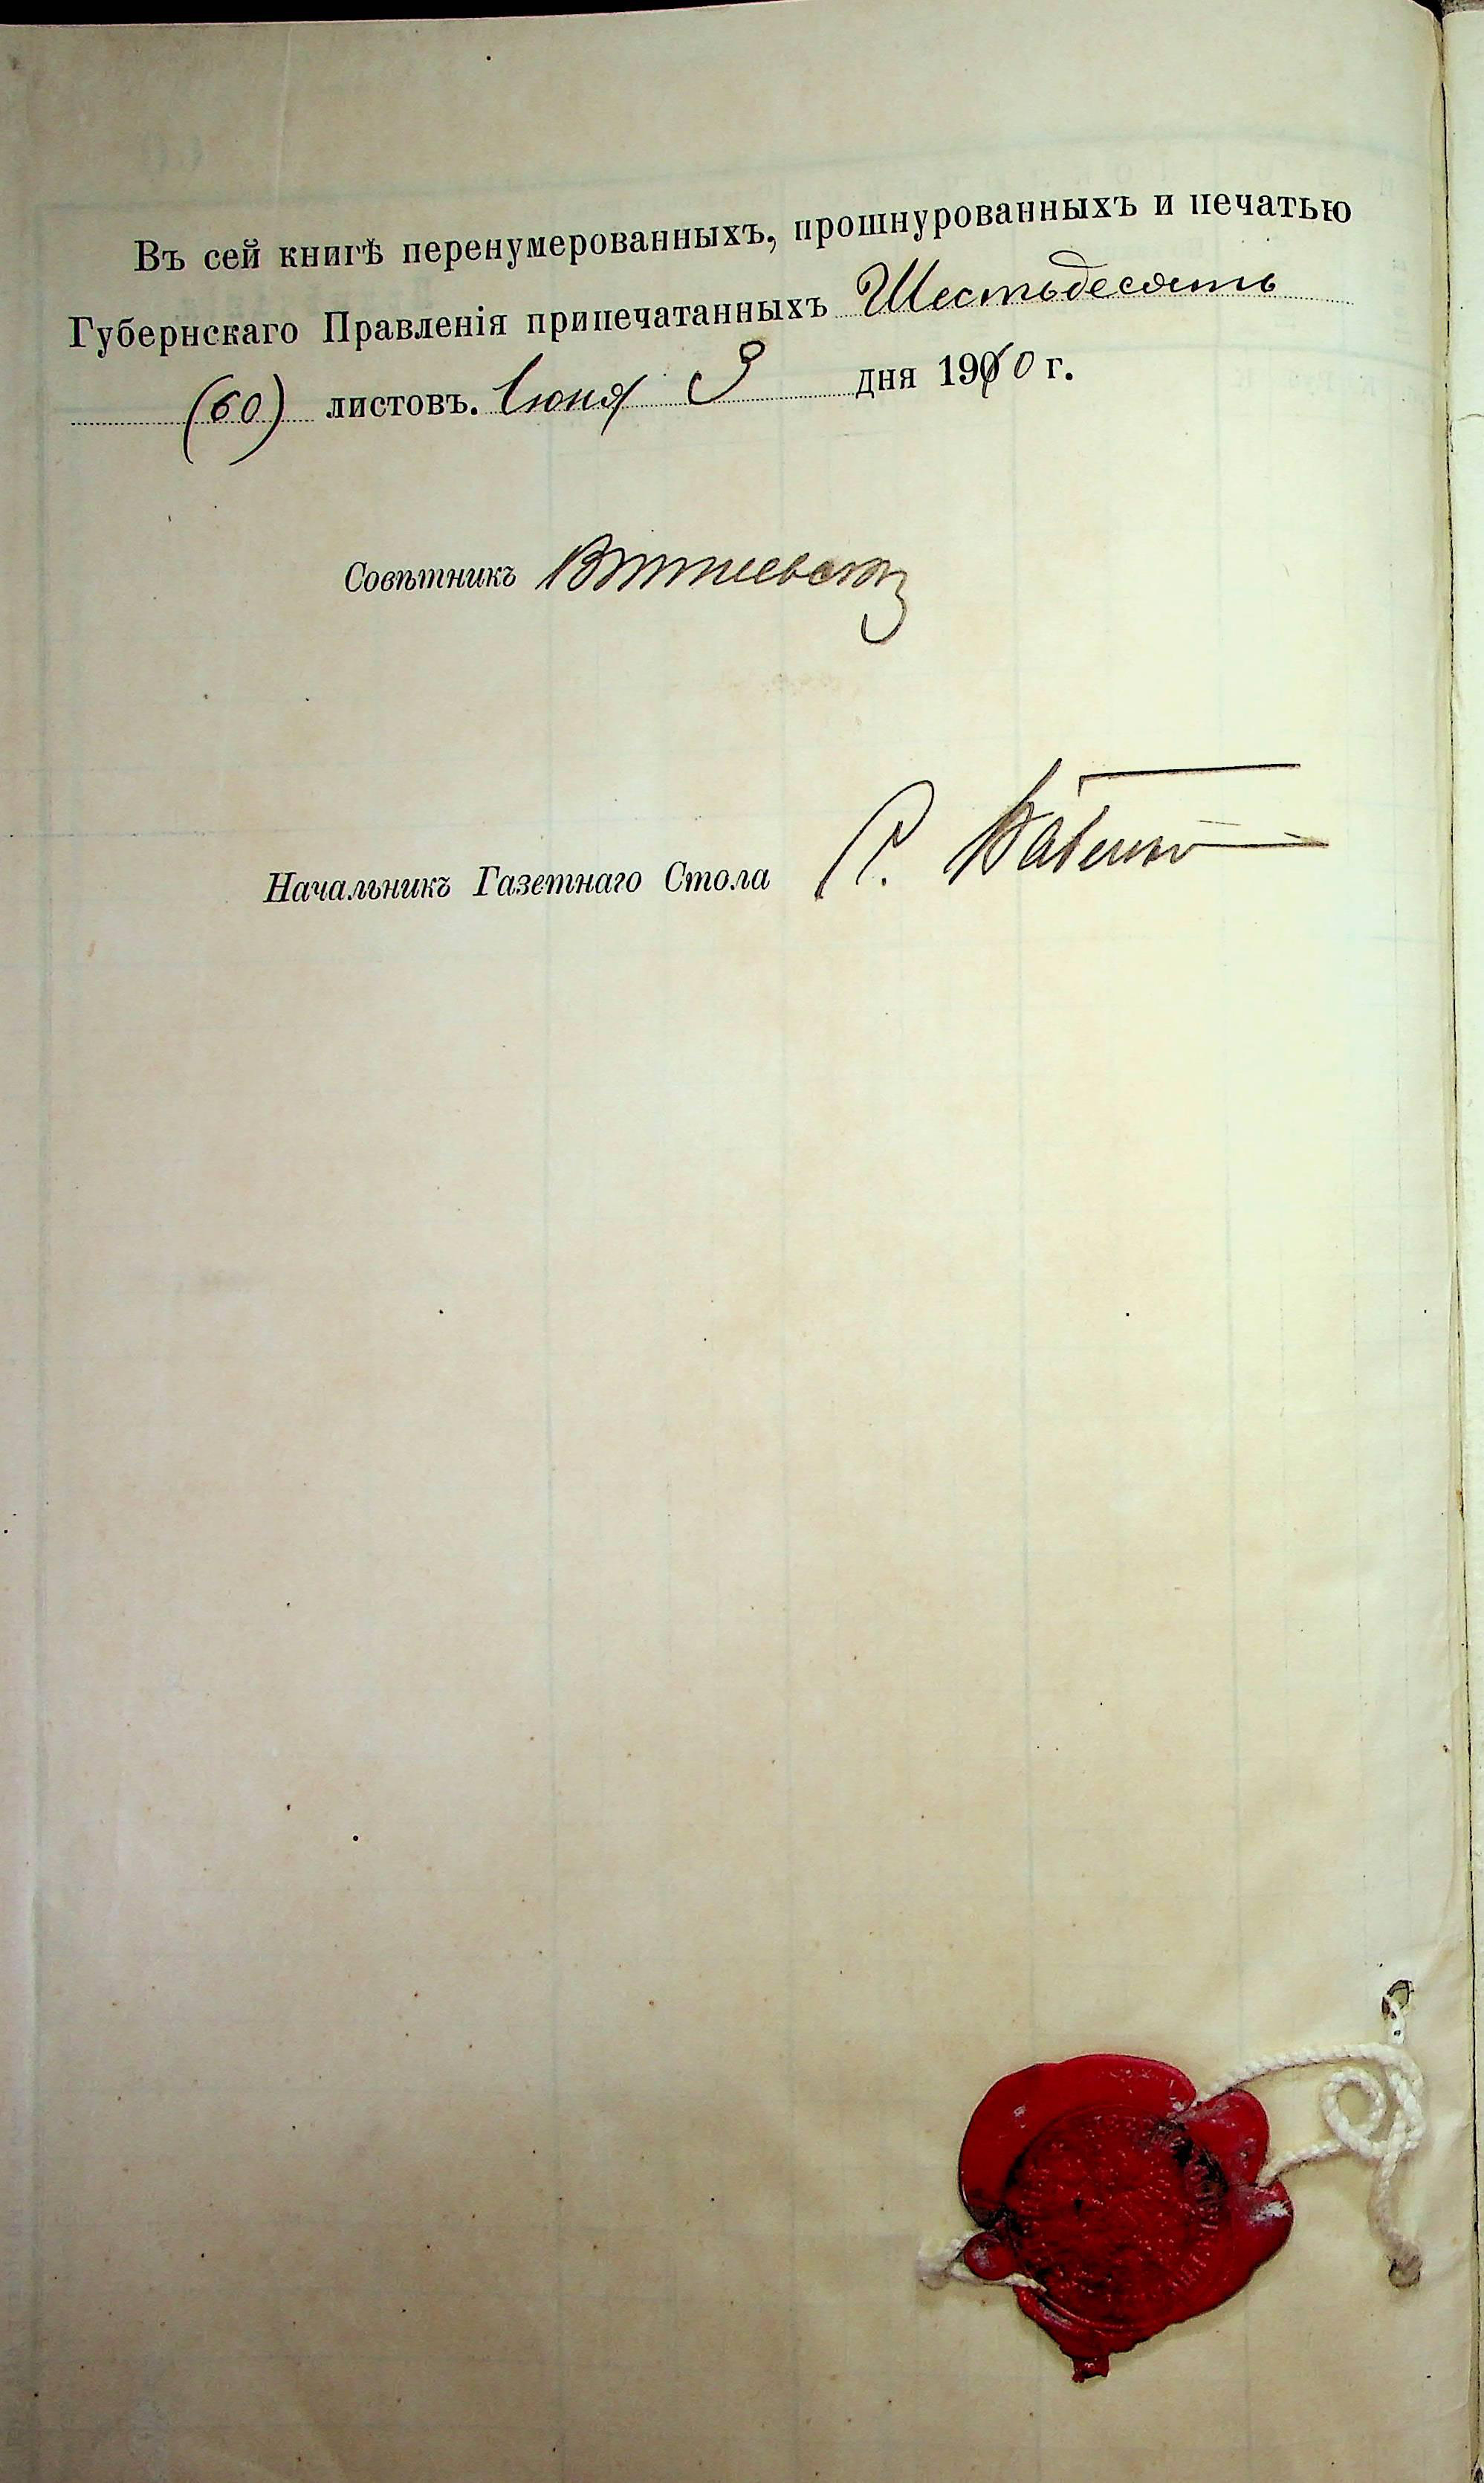 Въ сей книгѣ перенумерованныхъ, прошнурованныхъ и печатью
Губернскаго Правленія припечатанныхъ Шестьдесять
(60) листовъ. Іюня 9 дня 1910 г.
Совѣтникъ
Начальникъ Газетнаго Стола